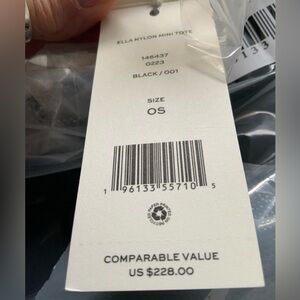 ELLA NYLON MINI TOTE
146437
0223
BLACK / 001
SIZE
OS
1 96133 55710 5
COMPARABLE VALUE
US $228.00